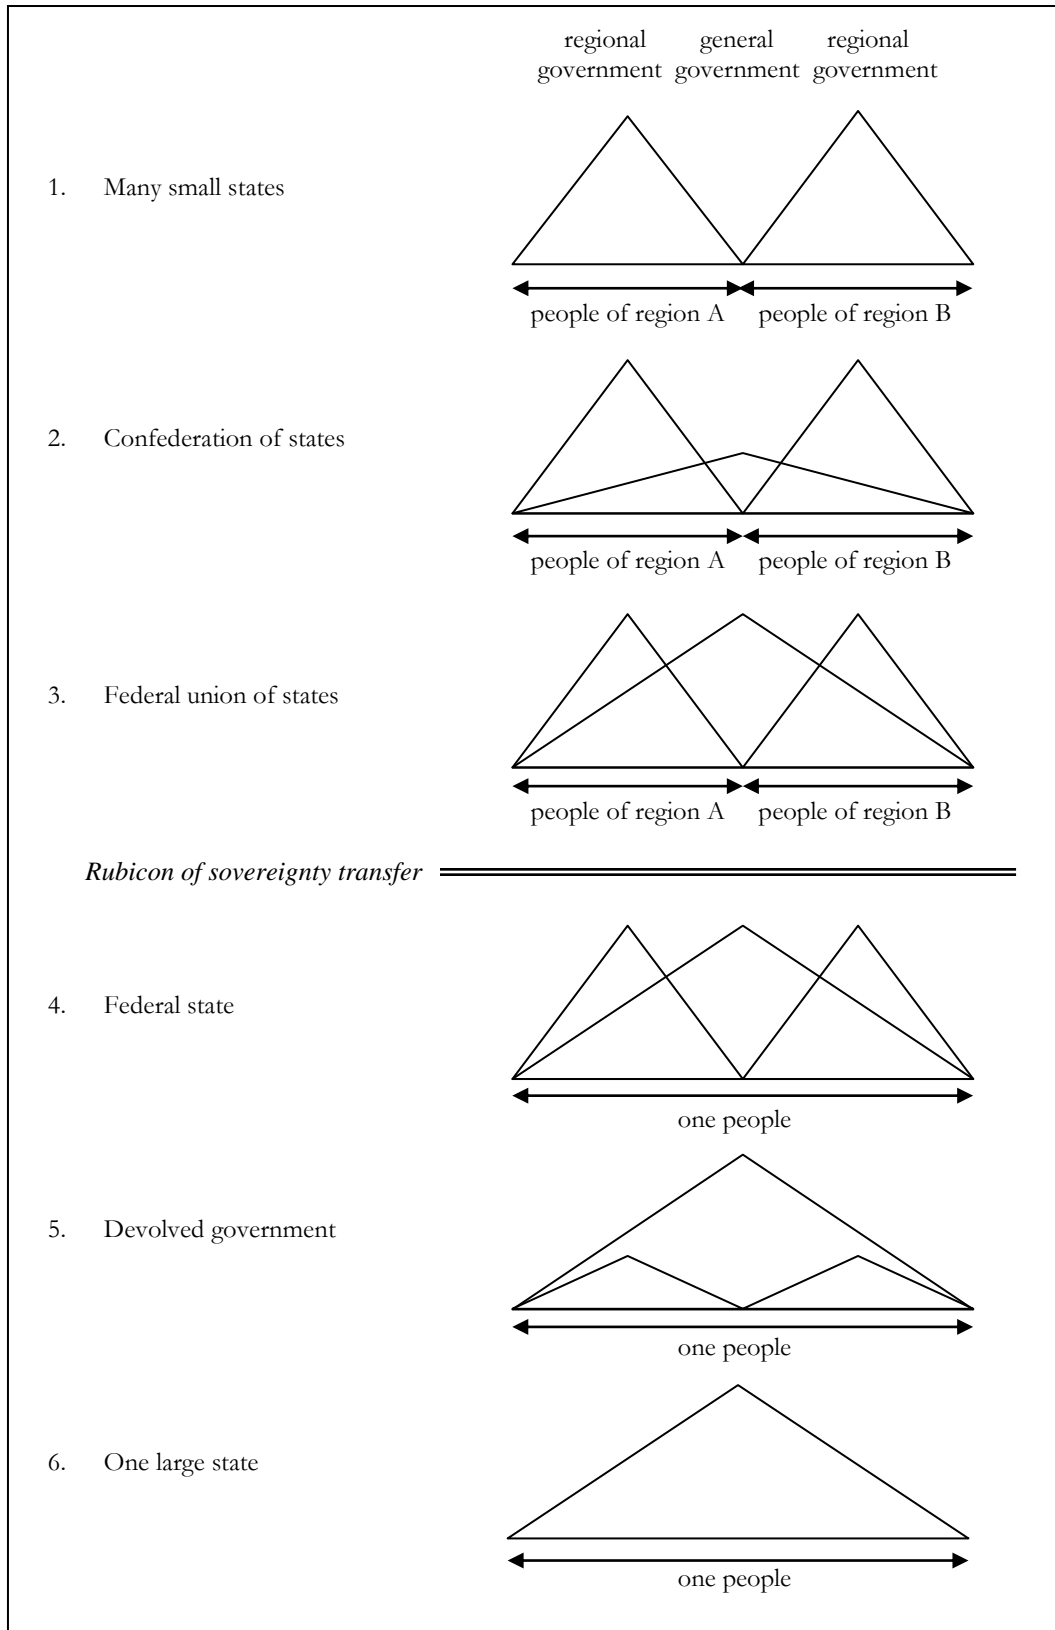 regional general regional
government government government
1. Many small states
people of region A people of region B
2. Confederation of states
people of region A people of region B
3. Federal union of states
people of region A people of region B
Rubicon of sovereignty transfer
4. Federal state
one people
5. Devolved government
one people
6. One large state
one people